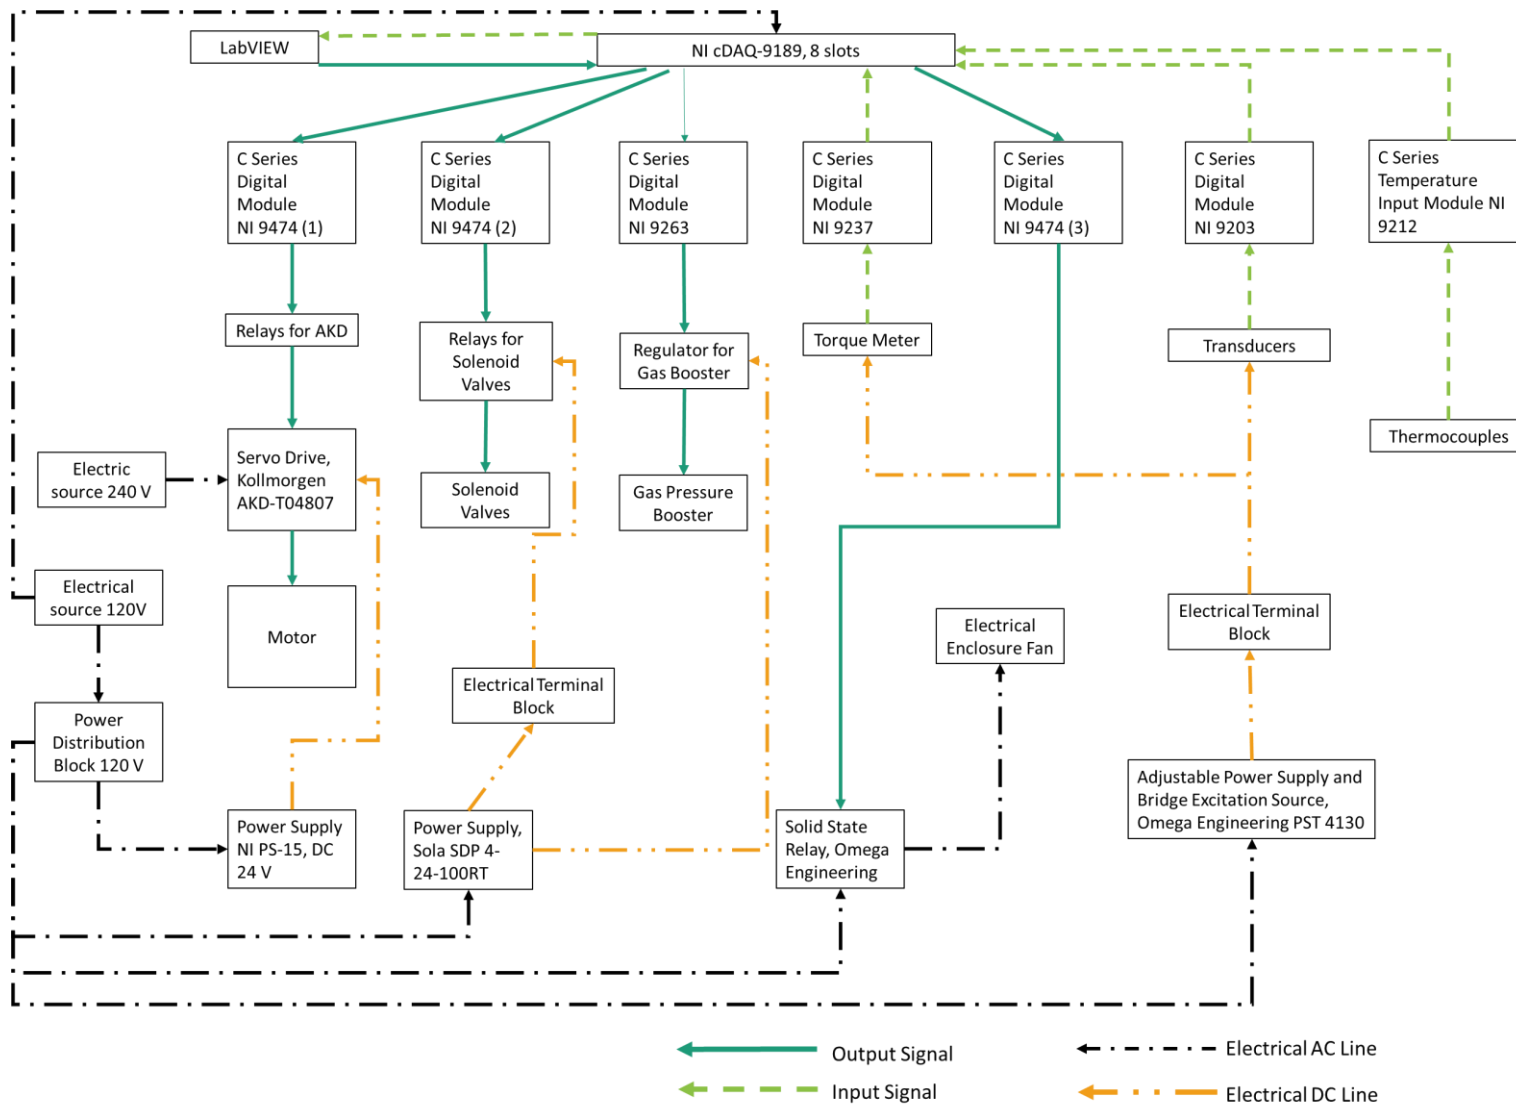 LabVIEW
NI cDAQ-9189, 8 slots
C Series
Digital
Module
NI 9474 (1)
C Series
Digital
Module
NI 9474 (2)
C Series
Digital
Module
NI 9263
C Series
Digital
Module
NI 9237
C Series
Digital
Module
NI 9474 (3)
C Series
Digital
Module
NI 9203
C Series
Temperature
Input Module NI
9212
Relays for AKD
Relays for
Solenoid
Valves
Regulator for
Gas Booster
Torque Meter
Transducers
Thermocouples
Electric
source 240 V
Servo Drive,
Kollmorgen
AKD-T04807
Solenoid
Valves
Gas Pressure
Booster
Electrical
source 120V
Motor
Electrical
Enclosure Fan
Electrical Terminal
Block
Electrical Terminal
Block
Power
Distribution
Block 120 V
Power Supply
NI PS-15, DC
24 V
Power Supply,
Sola SDP 4-
24-100RT
Solid State
Relay, Omega
Engineering
Adjustable Power Supply and
Bridge Excitation Source,
Omega Engineering PST 4130
Output Signal
Electrical AC Line
Input Signal
Electrical DC Line